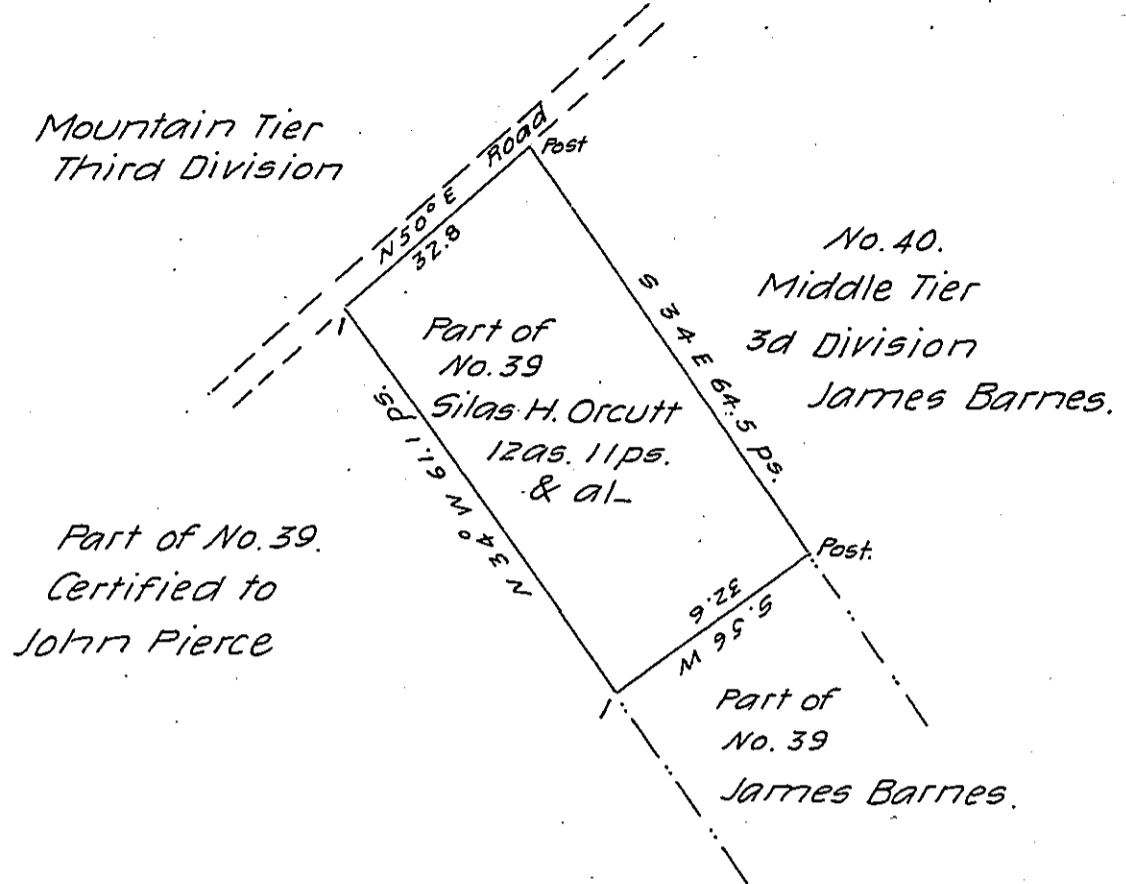 Mountain Tier
Third Division
Road
Post
N 50° E
32.8
No. 40.
Middle Tier
3d Division
James Barnes.
S 34 E 64.5 ps.
Part of
No. 39
Silas H. Orcutt
12as. 11ps.
& al
N 34° W 61.1 ps.
Part of No. 39.
Certified to
John Pierce
Post.
S. 56 W
32.6
Part of
No. 39
James Barnes.